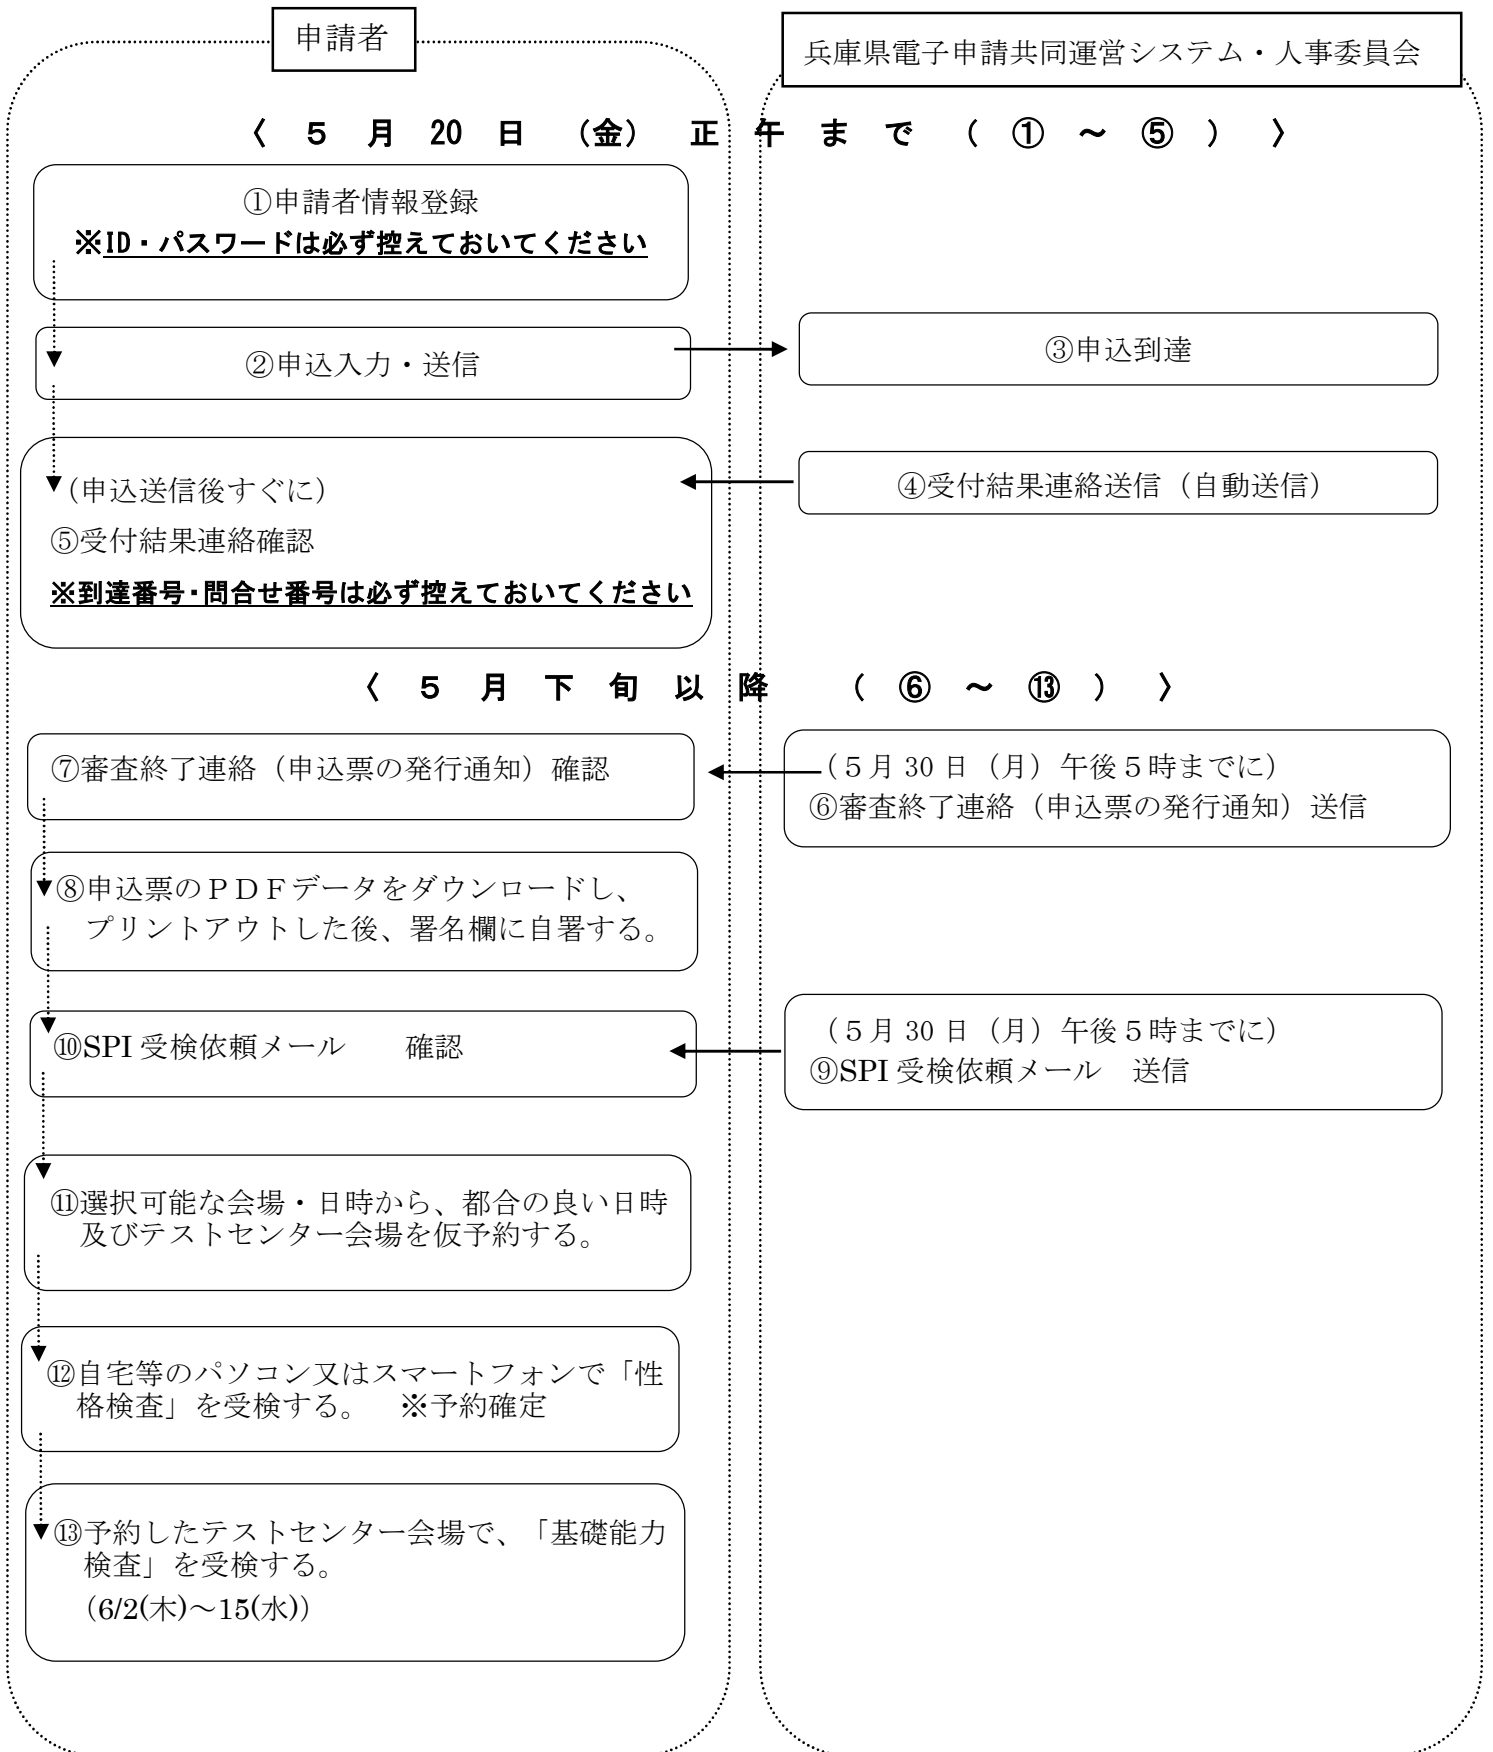 申請者
兵庫県電子申請共同運営システム・人事委員会
〈 ５ 月 20 日 （金） 正 午 ま で （ ① ～ ⑤ ） 〉
①申請者情報登録
※ID・パスワードは必ず控えておいてください
②申込入力・送信
③申込到達
④受付結果連絡送信（自動送信）
（申込送信後すぐに）
⑤受付結果連絡確認
※到達番号・問合せ番号は必ず控えておいてください
〈 ５ 月 下 旬 以 降 （ ⑥ ～ ⑬ ） 〉
（５月 30 日（月）午後５時までに）
⑥審査終了連絡（申込票の発行通知）送信
⑦審査終了連絡（申込票の発行通知）確認
⑧申込票のＰＤＦデータをダウンロードし、
プリントアウトした後、署名欄に自署する。
（５月 30 日（月）午後５時までに）
⑨SPI 受検依頼メール　送信
⑩SPI 受検依頼メール　　確認
⑪選択可能な会場・日時から、都合の良い日時
及びテストセンター会場を仮予約する。
⑫自宅等のパソコン又はスマートフォンで「性
格検査」を受検する。　※予約確定
⑬予約したテストセンター会場で、「基礎能力
検査」を受検する。
（6/2(木)～15(水)）